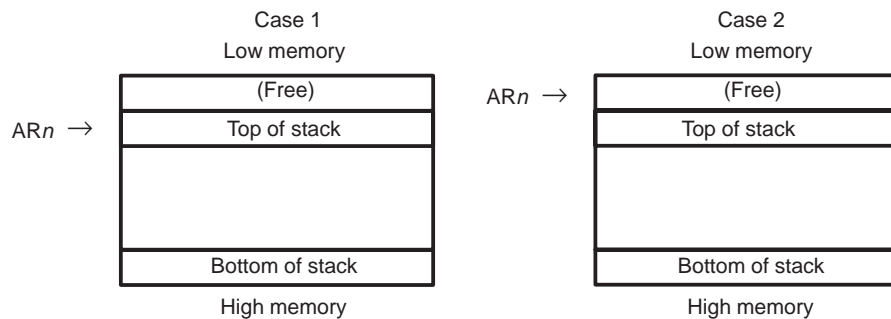 Case 1
Low memory
(Free)
ARn →
Top of stack
Bottom of stack
High memory
Case 2
Low memory
ARn →
(Free)
Top of stack
Bottom of stack
High memory